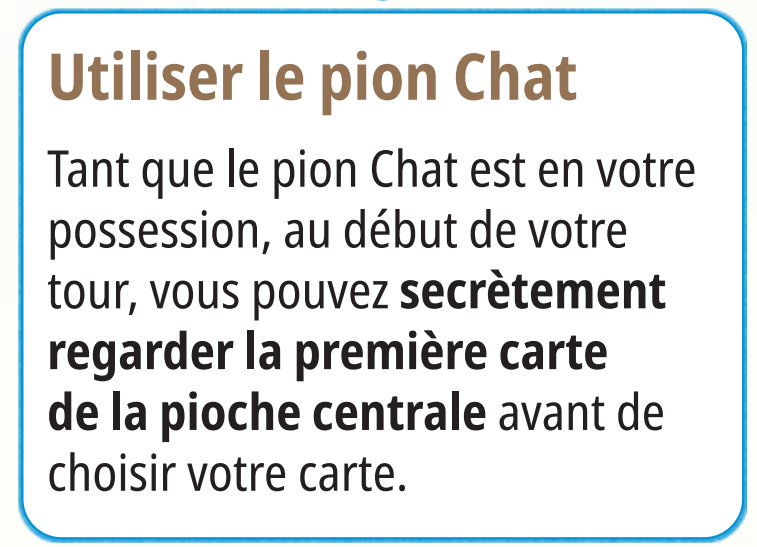 Utiliser le pion Chat
Tant que le pion Chat est en votre
possession, au début de votre
tour, vous pouvez secrètement
regarder la première carte
de la pioche centrale avant de
choisir votre carte.